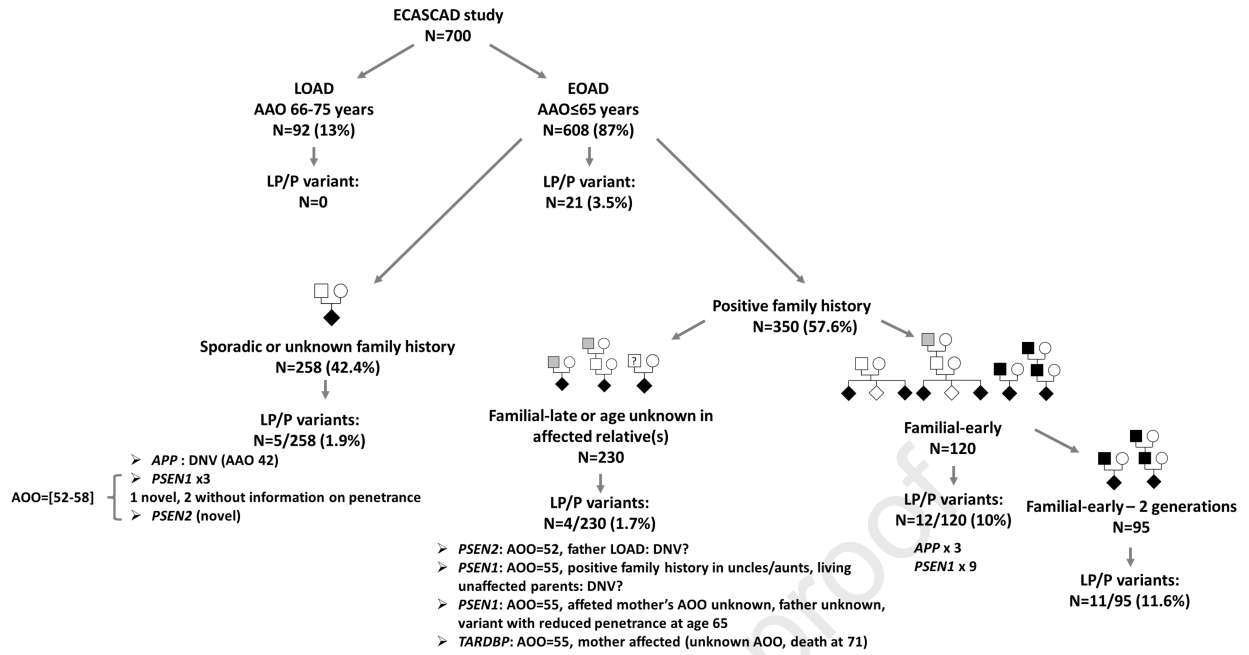 ECASCAD study
N=700
LOAD
AAO 66-75 years
N=92 (13%)
EOAD
AAO≤65 years
N=608 (87%)
LP/P variant:
N=0
LP/P variant:
N=21 (3.5%)
Positive family history
N=350 (57.6%)
Sporadic or unknown family history
N=258 (42.4%)
LP/P variants:
N=5/258 (1.9%)
➢ APP : DNV (AAO 42)
➢ PSEN1 x3
1 novel, 2 without information on penetrance
➢ PSEN2 (novel)
AOO=[52-58]
?
Familial-late or age unknown in
affected relative(s)
N=230
LP/P variants:
N=4/230 (1.7%)
➢ PSEN2: AOO=52, father LOAD: DNV?
➢ PSEN1: AOO=55, positive family history in uncles/aunts, living
unaffected parents: DNV?
➢ PSEN1: AOO=55, affeted mother's AOO unknown, father unknown,
variant with reduced penetrance at age 65
➢ TARDBP: AOO=55, mother affected (unknown AOO, death at 71)
Familial-early
N=120
LP/P variants:
N=12/120 (10%)
APP x 3
PSEN1 x 9
Familial-early – 2 generations
N=95
LP/P variants:
N=11/95 (11.6%)
proof